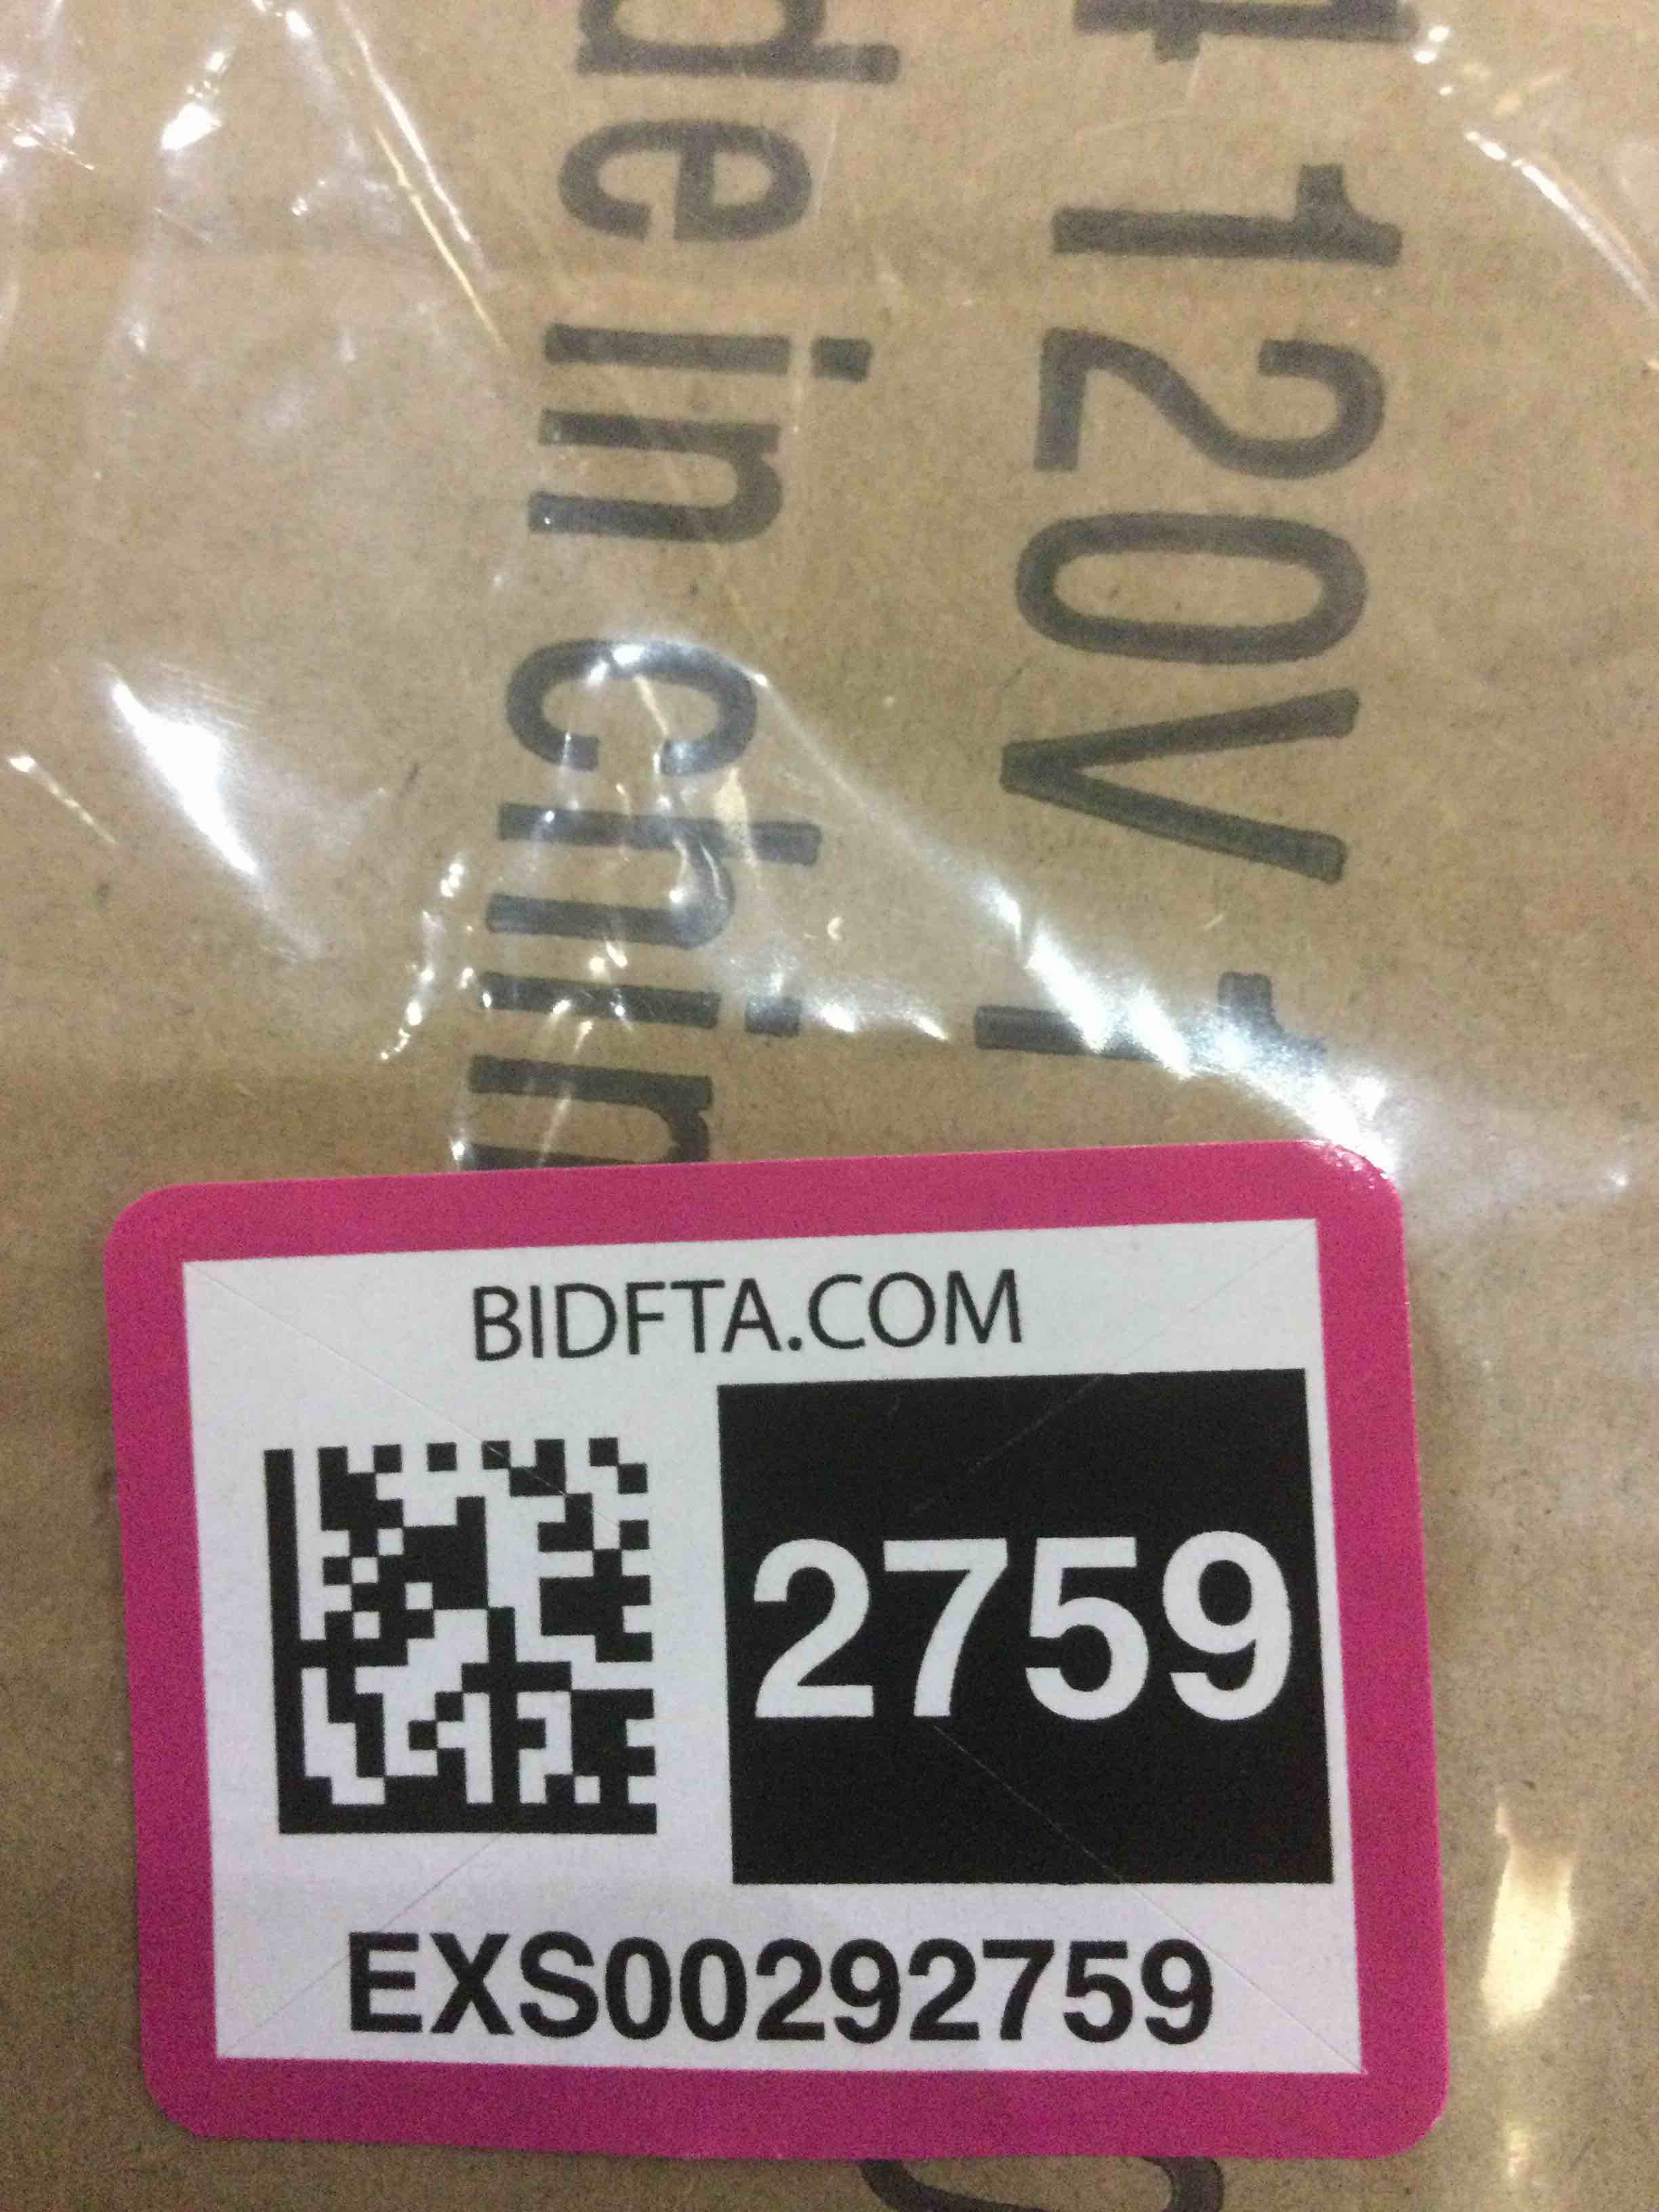 120V
de in chin
BIDFTA.COM
2759
EXS00292759